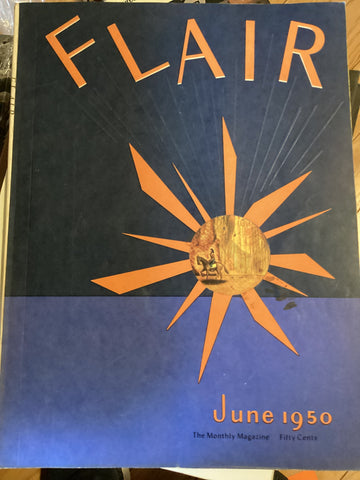 FLAIR
June 1950
The Monthly Magazine Fifty Cents